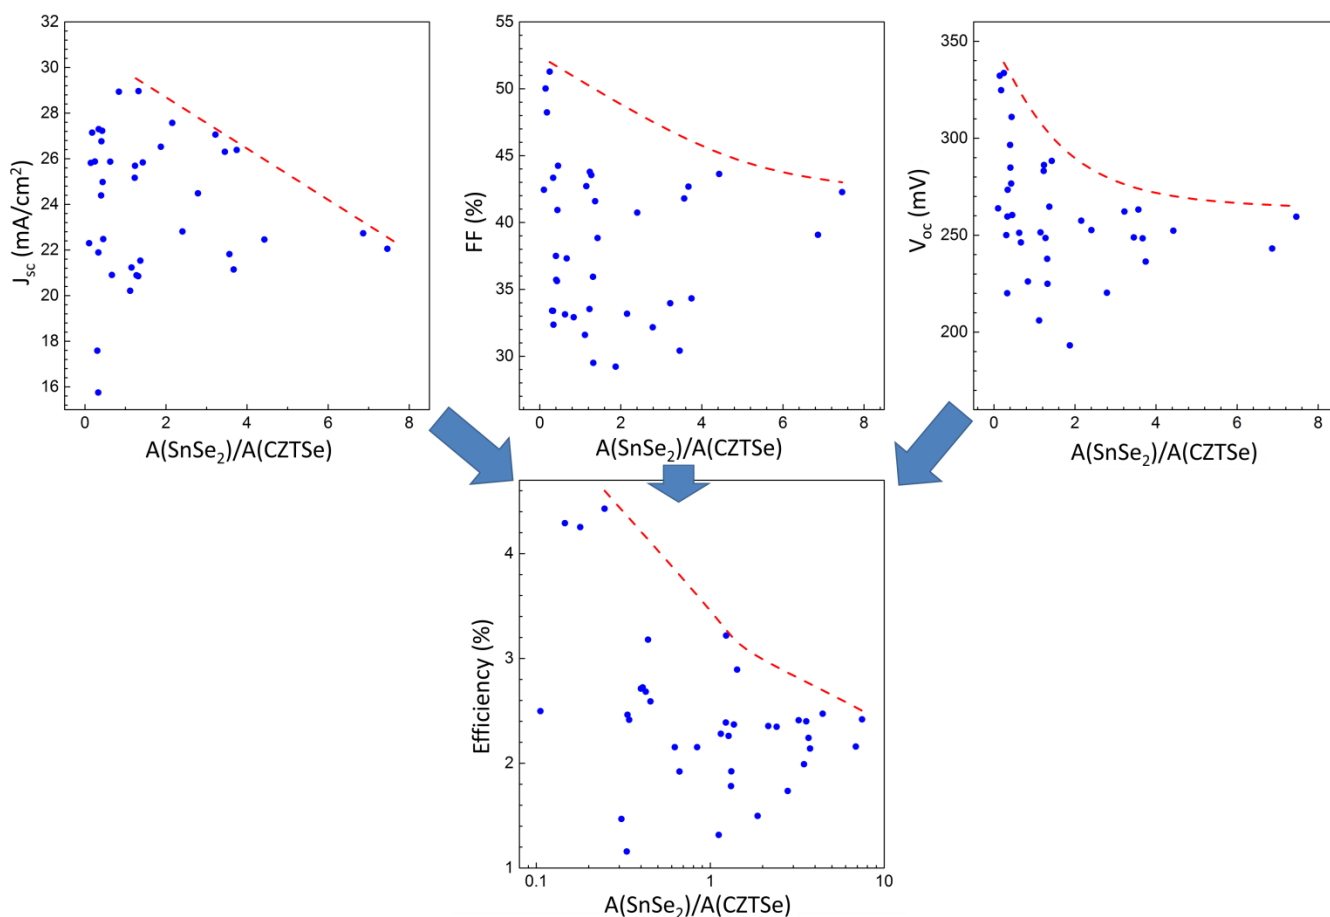 32
30
28
26
24
22
20
18
16
J_sc (mA/cm²)
0 2 4 6 8
A(SnSe₂)/A(CZTSe)
55
50
45
40
35
30
FF (%)
0 2 4 6 8
A(SnSe₂)/A(CZTSe)
350
300
250
200
V_oc (mV)
0 2 4 6 8
A(SnSe₂)/A(CZTSe)
4
3
2
1
Efficiency (%)
0.1 1 10
A(SnSe₂)/A(CZTSe)